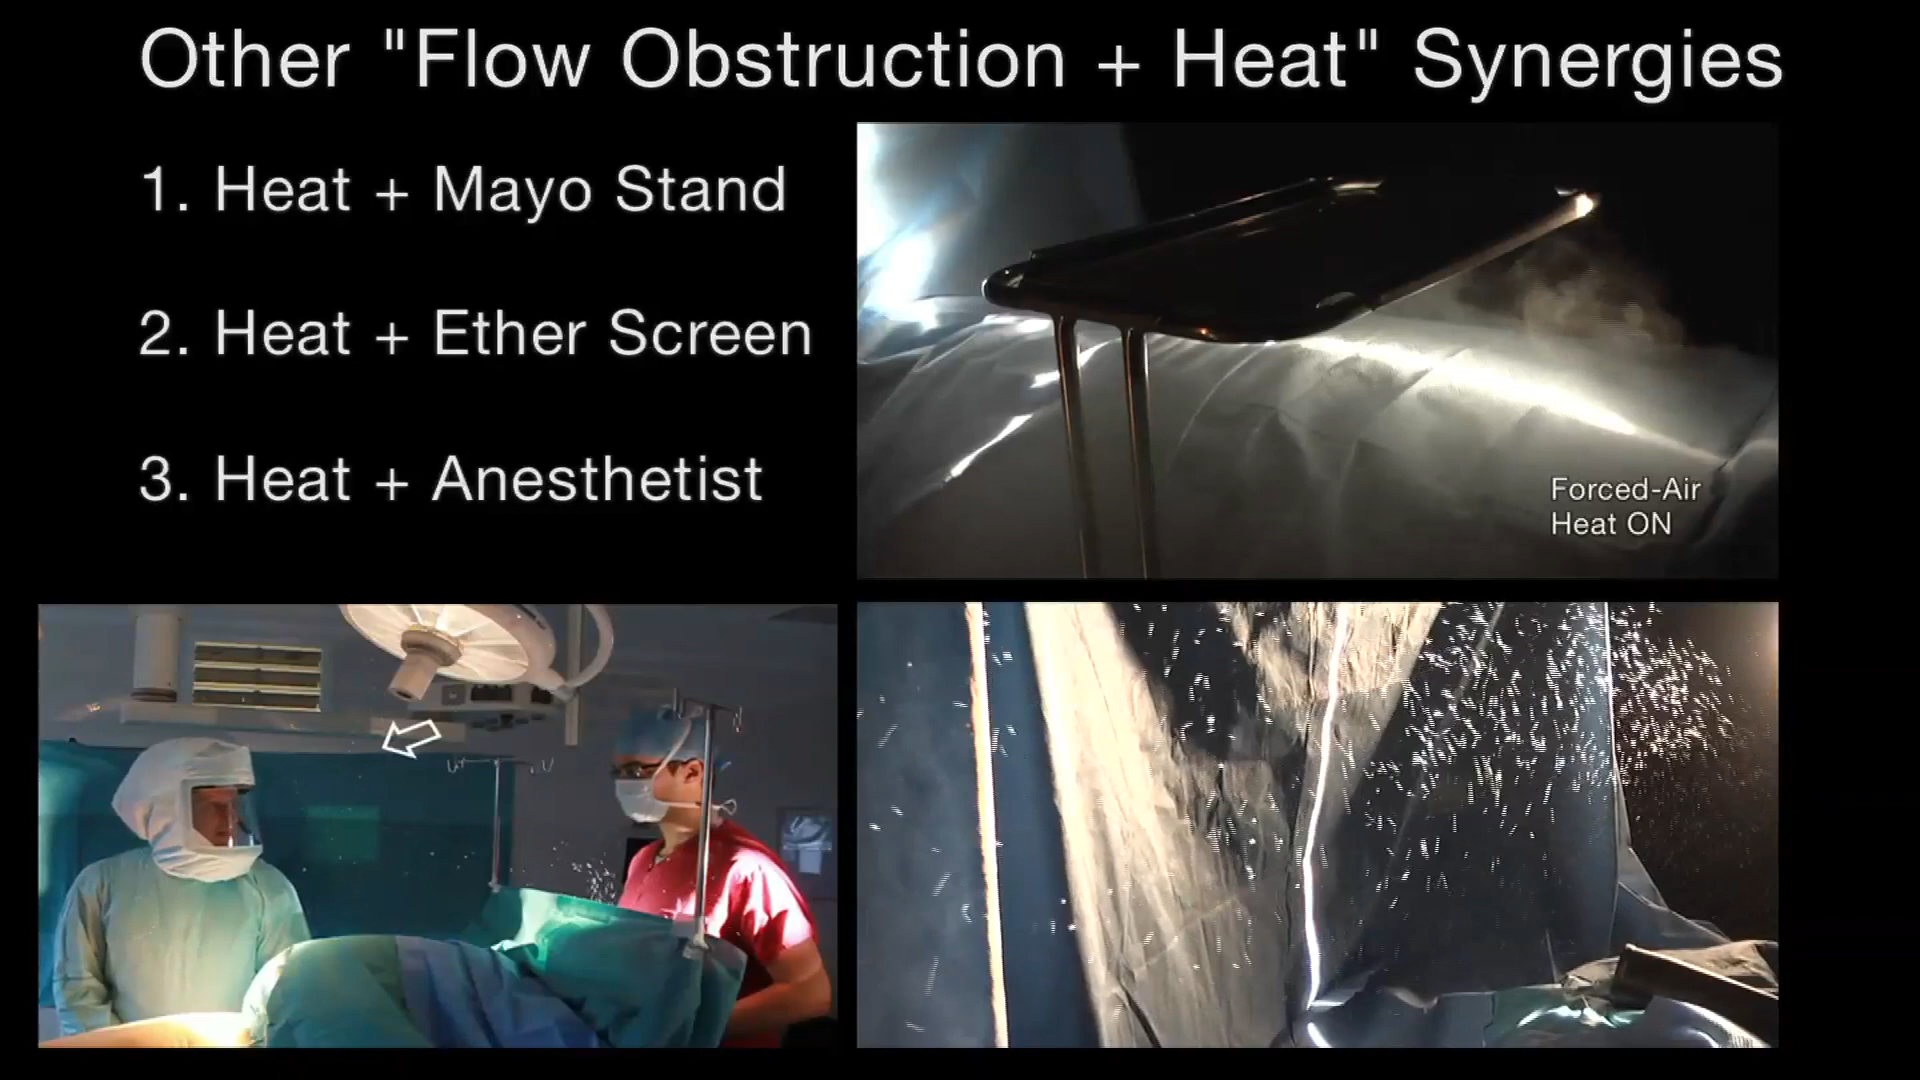 Other "Flow Obstruction + Heat" Synergies
1. Heat + Mayo Stand
2. Heat + Ether Screen
3. Heat + Anesthetist
Forced-Air
Heat ON